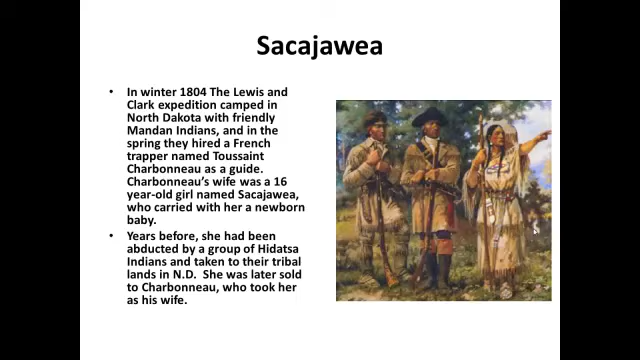 Sacajawea
• In winter 1804 The Lewis and
Clark expedition camped in
North Dakota with friendly
Mandan Indians, and in the
spring they hired a French
trapper named Toussaint
Charbonneau as a guide.
Charbonneau's wife was a 16
year-old girl named Sacajawea,
who carried with her a newborn
baby.
• Years before, she had been
abducted by a group of Hidatsa
Indians and taken to their tribal
lands in N.D.  She was later sold
to Charbonneau, who took her
as his wife.